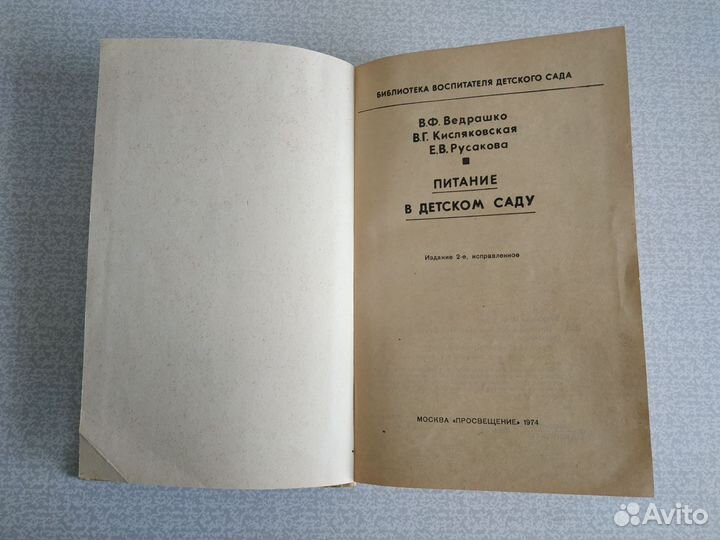 БИБЛИОТЕКА ВОСПИТАТЕЛЯ ДЕТСКОГО САДА
В.Ф. Ведрашко
В.Г. Кисляковская
Е.В. Русакова
ПИТАНИЕ
В ДЕТСКОМ САДУ
Издание 2-е, исправленное
МОСКВА «ПРОСВЕЩЕНИЕ» 1974
Avito